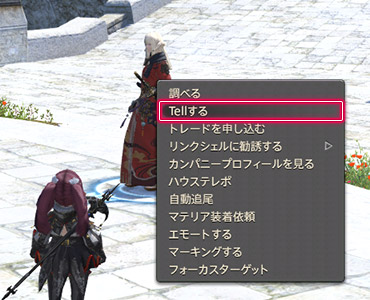 調べる
Tellする
トレードを申し込む
リンクシェルに勧誘する
カンパニープロフィールを見る
ハウステレポ
自動追尾
マテリア装着依頼
エモートする
マーキングする
フォーカスターゲット